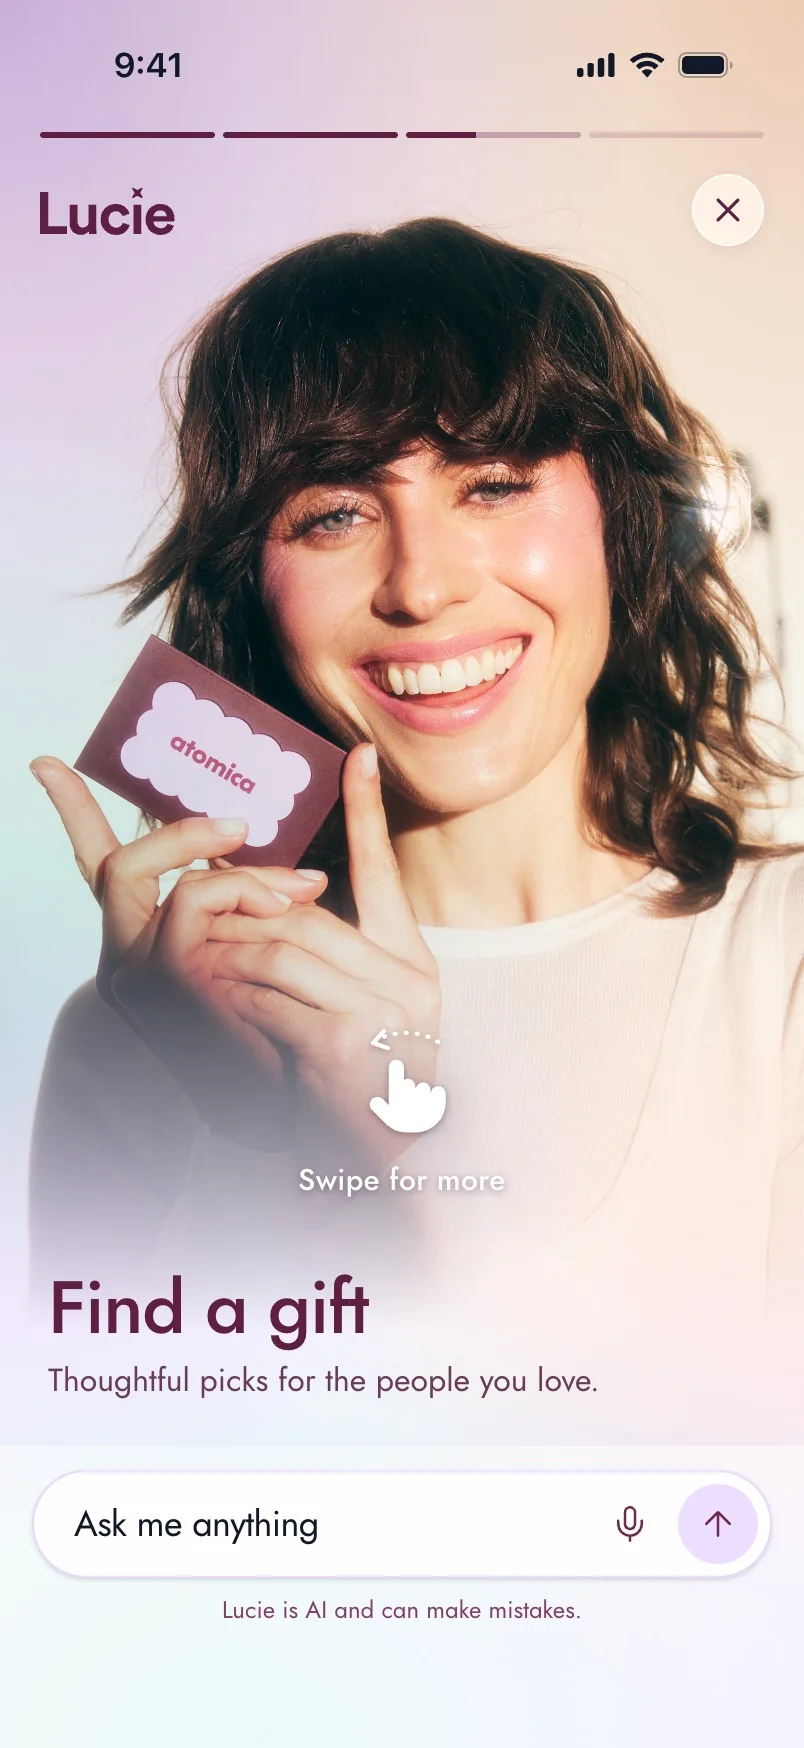 9:41
Lucie
atomica
Swipe for more
Find a gift
Thoughtful picks for the people you love.
Ask me anything
Lucie is AI and can make mistakes.